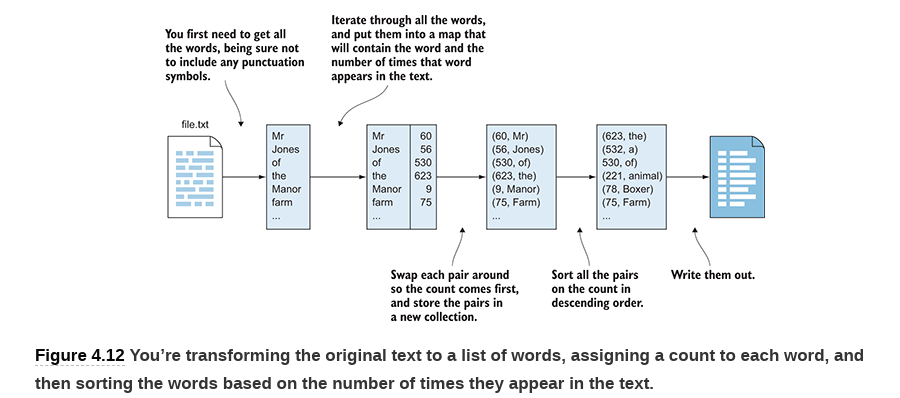 You first need to get all
the words, being sure not
to include any punctuation
symbols.
Iterate through all the words,
and put them into a map that
will contain the word and the
number of times that word
appears in the text.
file.txt
Mr
Jones
of
the
Manor
farm
...
Mr 60
Jones 56
of 530
the 623
Manor 9
farm 75
...
(60, Mr)
(56, Jones)
(530, of)
(623, the)
(9, Manor)
(75, Farm)
...
(623, the)
(532, a)
530, of)
(221, animal)
(78, Boxer)
(75, Farm)
...
Swap each pair around
so the count comes first,
and store the pairs in
a new collection.
Sort all the pairs
on the count in
descending order.
Write them out.
Figure 4.12 You’re transforming the original text to a list of words, assigning a count to each word, and
then sorting the words based on the number of times they appear in the text.